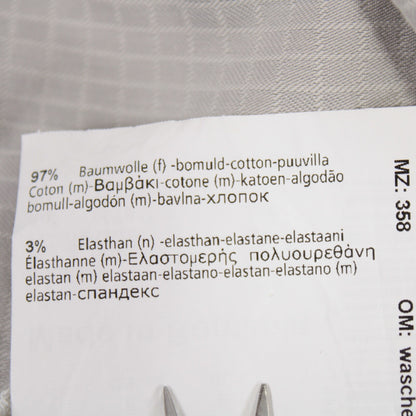 97% Baumwolle (f) -bomuld-cotton-puuvilla
Coton (m)-Βαμβάκι-cotone (m)-katoen-algodão
bomull-algodón (m)-bavlna-хлопок
3% Elasthan (n) -elasthan-elastane-elastaani
Élasthanne (m)-Ελαστομερής πολυουρεθάνη
elastan (m) elastaan-elastano-elastan-elastano (m)
elastan-спандекс
MZ: 358
OM: wasche